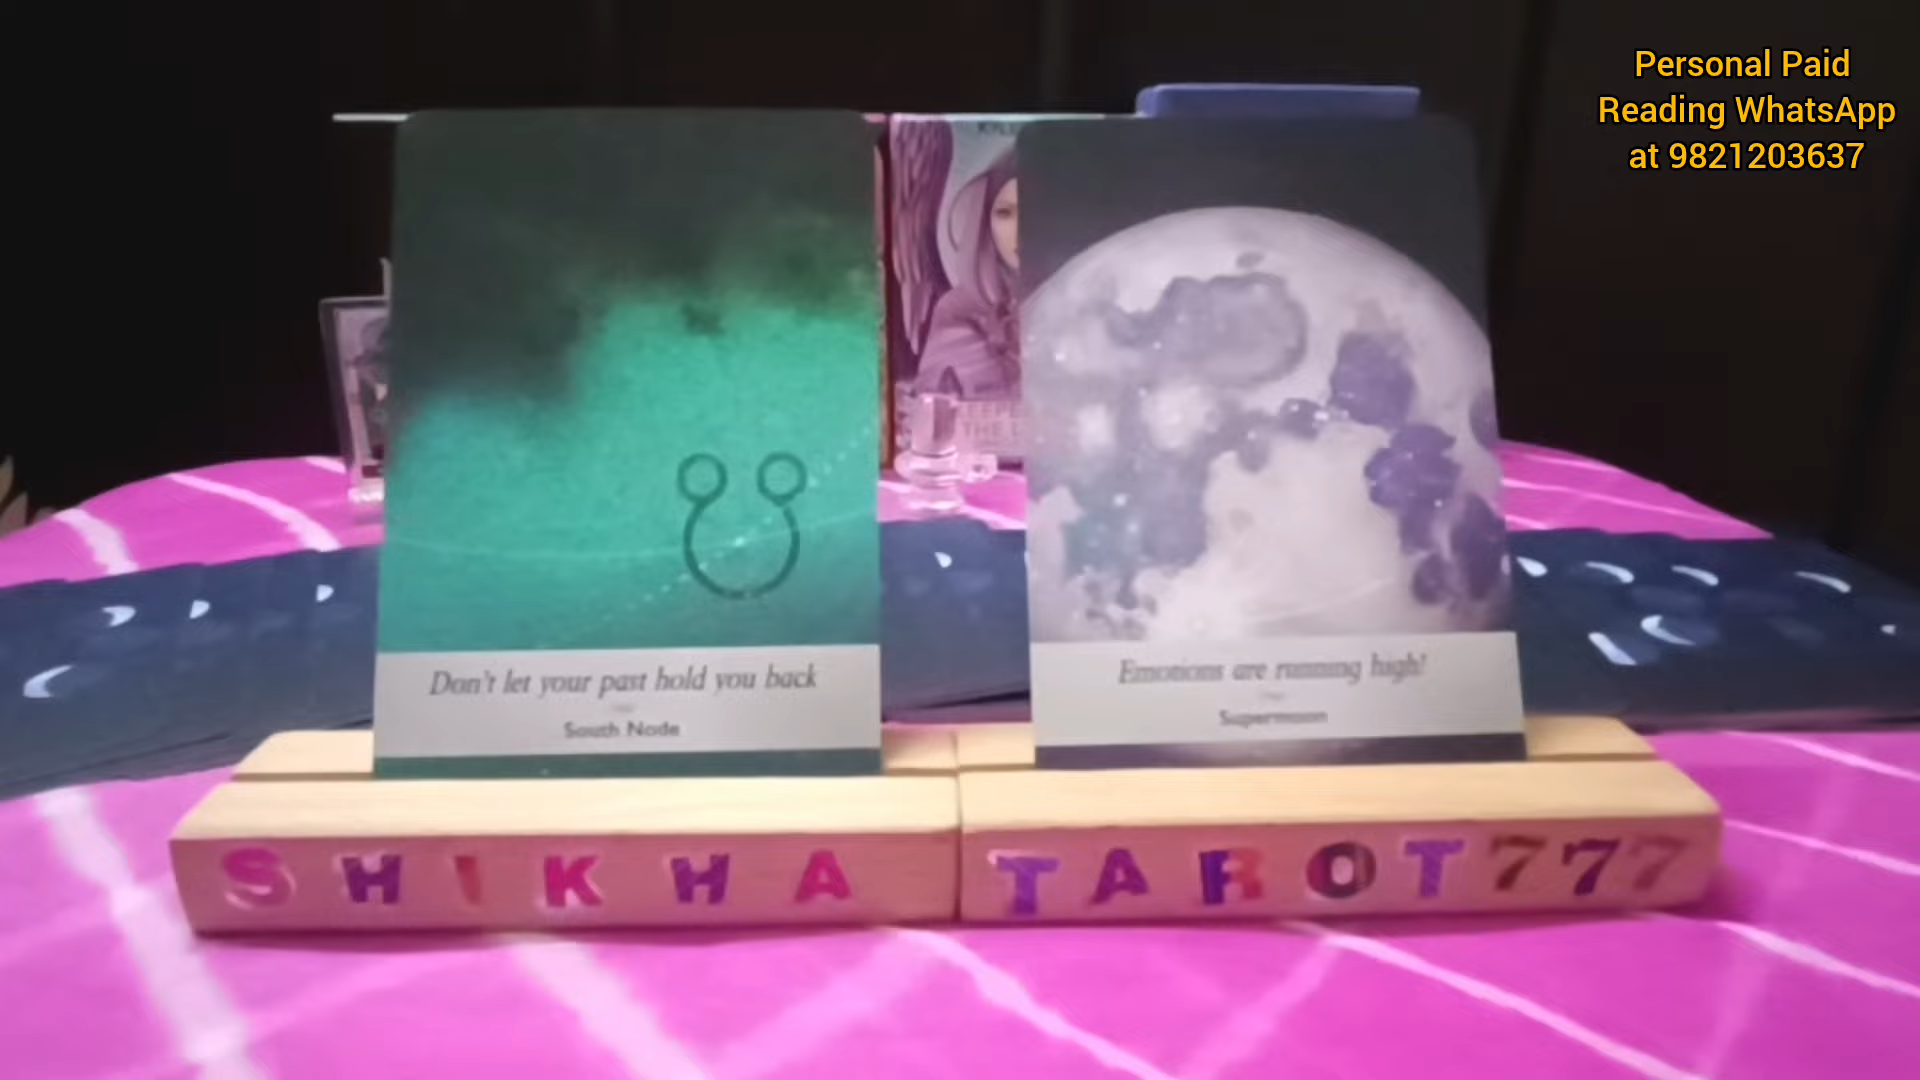 Personal Paid
Reading WhatsApp
at 9821203637
Don't let your past hold you back
South Node
Emotions are running high!
Supermoon
SHIKHA TAROT777